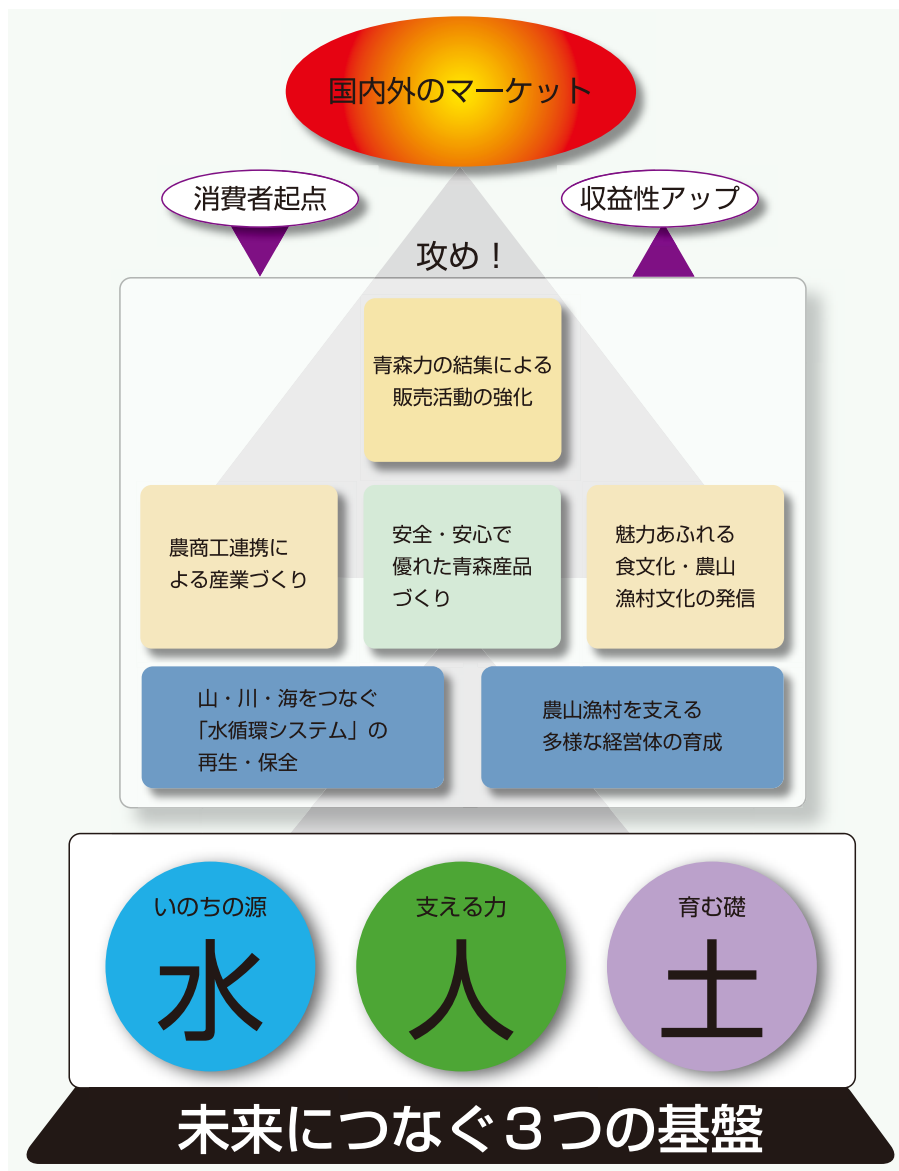 国内外のマーケット
消費者起点
収益性アップ
攻め！
青森力の結集による
販売活動の強化
農商工連携に
よる産業づくり
安全・安心で
優れた青森産品
づくり
魅力あふれる
食文化・農山
漁村文化の発信
山・川・海をつなぐ
「水循環システム」の
再生・保全
農山漁村を支える
多様な経営体の育成
いのちの源
水
支える力
人
育む礎
土
未来につなぐ３つの基盤